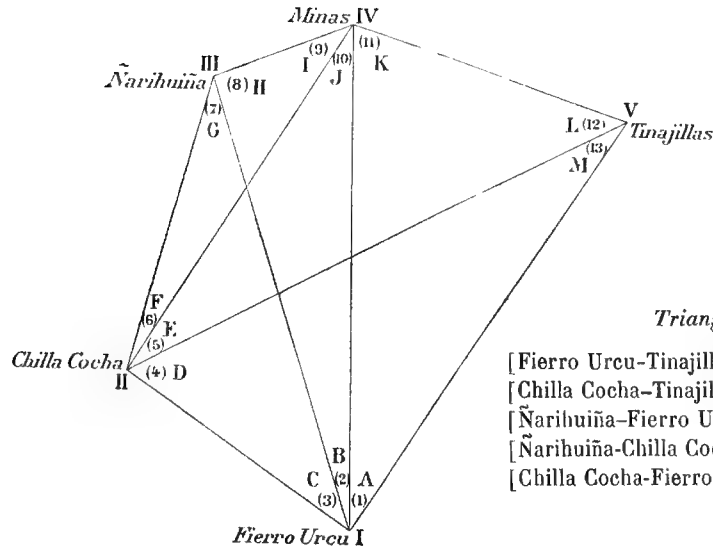 Minas IV
(9) (11)
I (10)
J K
III
Ñarihuiña (8) H
(7)
G
V
L (12) Tinajillas
(13)
M
F
(6) E
(5)
Chilla Cocha
II (4) D
B
C (2) A
(3) (1)
Fierro Urcu I
[Fierro Urcu-Tinajill
[Chilla Cocha-Tinajil
[Ñarihuiña-Fierro U
[Ñarihuiña-Chilla Co
[Chilla Cocha-Fierro